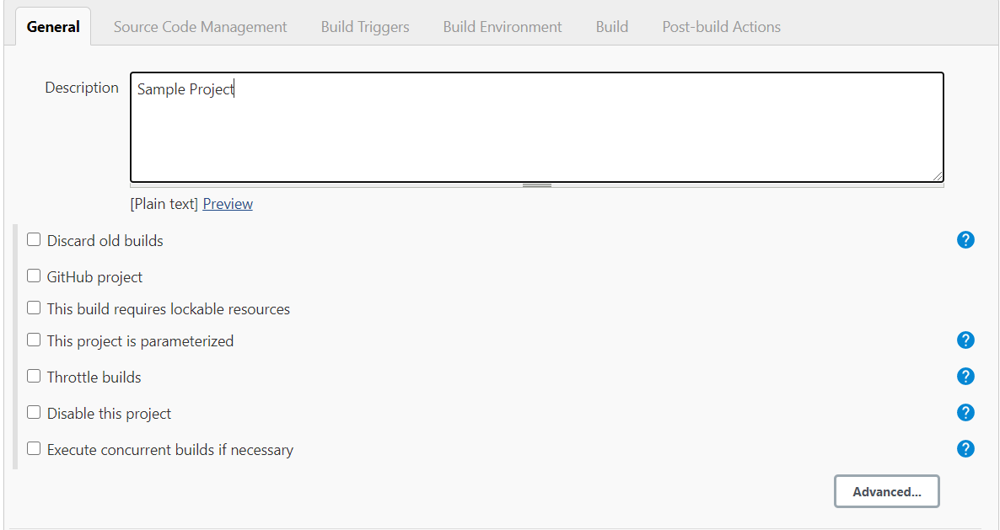 General Source Code Management Build Triggers Build Environment Build Post-build Actions
Description Sample Project
[Plain text] Preview
Discard old builds ?
GitHub project
This build requires lockable resources
This project is parameterized ?
Throttle builds ?
Disable this project ?
Execute concurrent builds if necessary ?
Advanced...